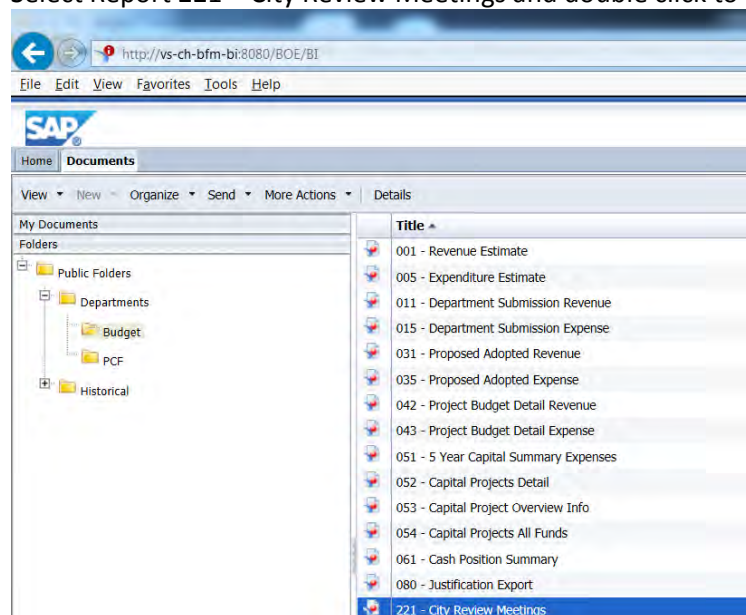 Select Report 221 – City Review Meetings and double click to
http://vs-ch-bfm-bi:8080/BOE/BI
File Edit View Favorites Tools Help
SAP
Home Documents
View New Organize Send More Actions Details
My Documents
Folders
Public Folders
Departments
Budget
PCF
Historical
Title
001 - Revenue Estimate
005 - Expenditure Estimate
011 - Department Submission Revenue
015 - Department Submission Expense
031 - Proposed Adopted Revenue
035 - Proposed Adopted Expense
042 - Project Budget Detail Revenue
043 - Project Budget Detail Expense
051 - 5 Year Capital Summary Expenses
052 - Capital Projects Detail
053 - Capital Project Overview Info
054 - Capital Projects All Funds
061 - Cash Position Summary
080 - Justification Export
221 - City Review Meetings